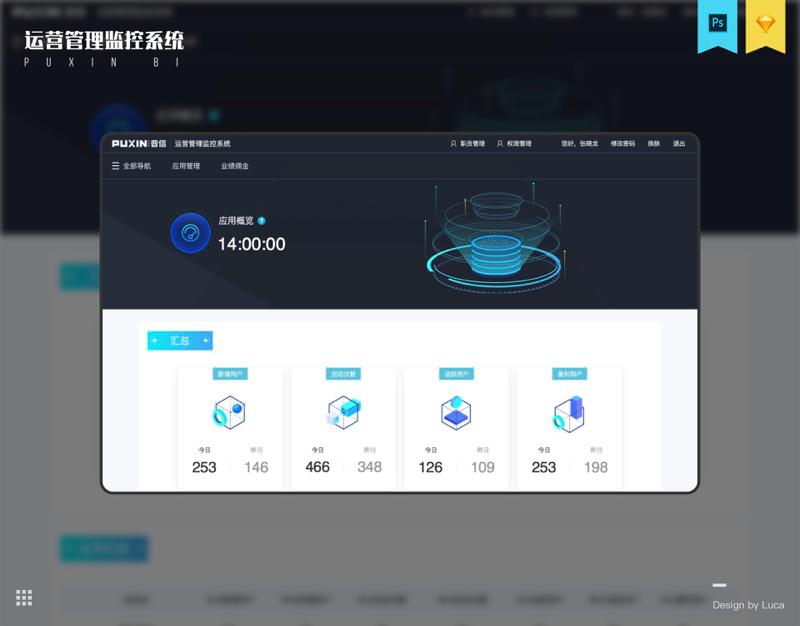 运营管理监控系统
PUXIN BI
Ps
PUXIN 普信 运营管理监控系统
职员管理 权限管理 您好，张晓龙 修改密码 换肤 退出
全部导航 应用管理 业绩佣金
应用概览 ?
14:00:00
汇总
新增用户 启动次数 活跃用户
今日 昨日 今日 昨日 今日 昨日 今日 昨日
253 146 466 348 126 109 253 198
Design by Luca